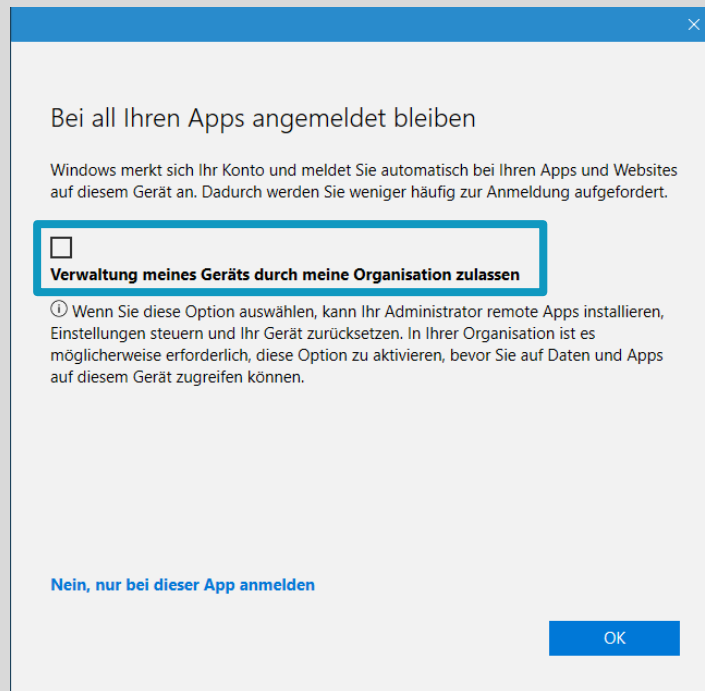 Bei all Ihren Apps angemeldet bleiben
Windows merkt sich Ihr Konto und meldet Sie automatisch bei Ihren Apps und Websites
auf diesem Gerät an. Dadurch werden Sie weniger häufig zur Anmeldung aufgefordert.
Verwaltung meines Geräts durch meine Organisation zulassen
Wenn Sie diese Option auswählen, kann Ihr Administrator remote Apps installieren,
Einstellungen steuern und Ihr Gerät zurücksetzen. In Ihrer Organisation ist es
möglicherweise erforderlich, diese Option zu aktivieren, bevor Sie auf Daten und Apps
auf diesem Gerät zugreifen können.
Nein, nur bei dieser App anmelden
OK